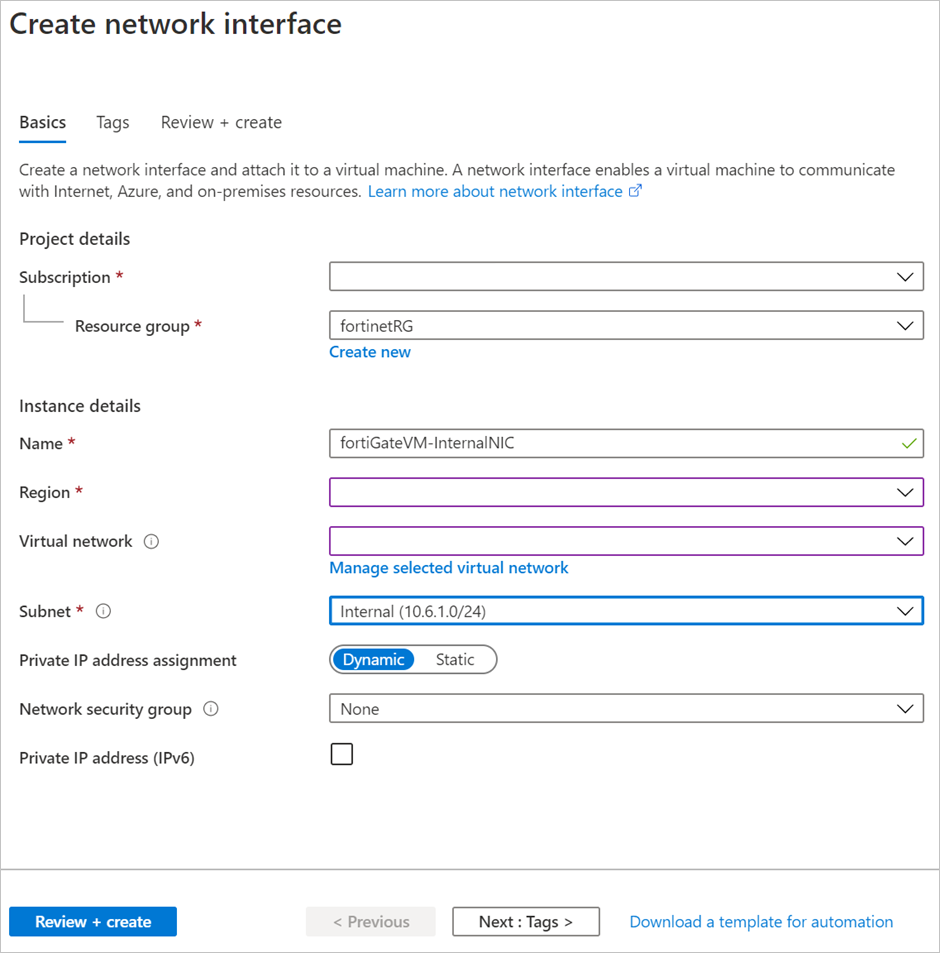 Create network interface
Basics Tags Review + create
Create a network interface and attach it to a virtual machine. A network interface enables a virtual machine to communicate
with Internet, Azure, and on-premises resources. Learn more about network interface
Project details
Subscription *
Resource group * fortinetRG
Create new
Instance details
Name * fortiGateVM-InternalNIC
Region *
Virtual network
Manage selected virtual network
Subnet * Internal (10.6.1.0/24)
Private IP address assignment Dynamic Static
Network security group None
Private IP address (IPv6)
Review + create < Previous Next : Tags > Download a template for automation